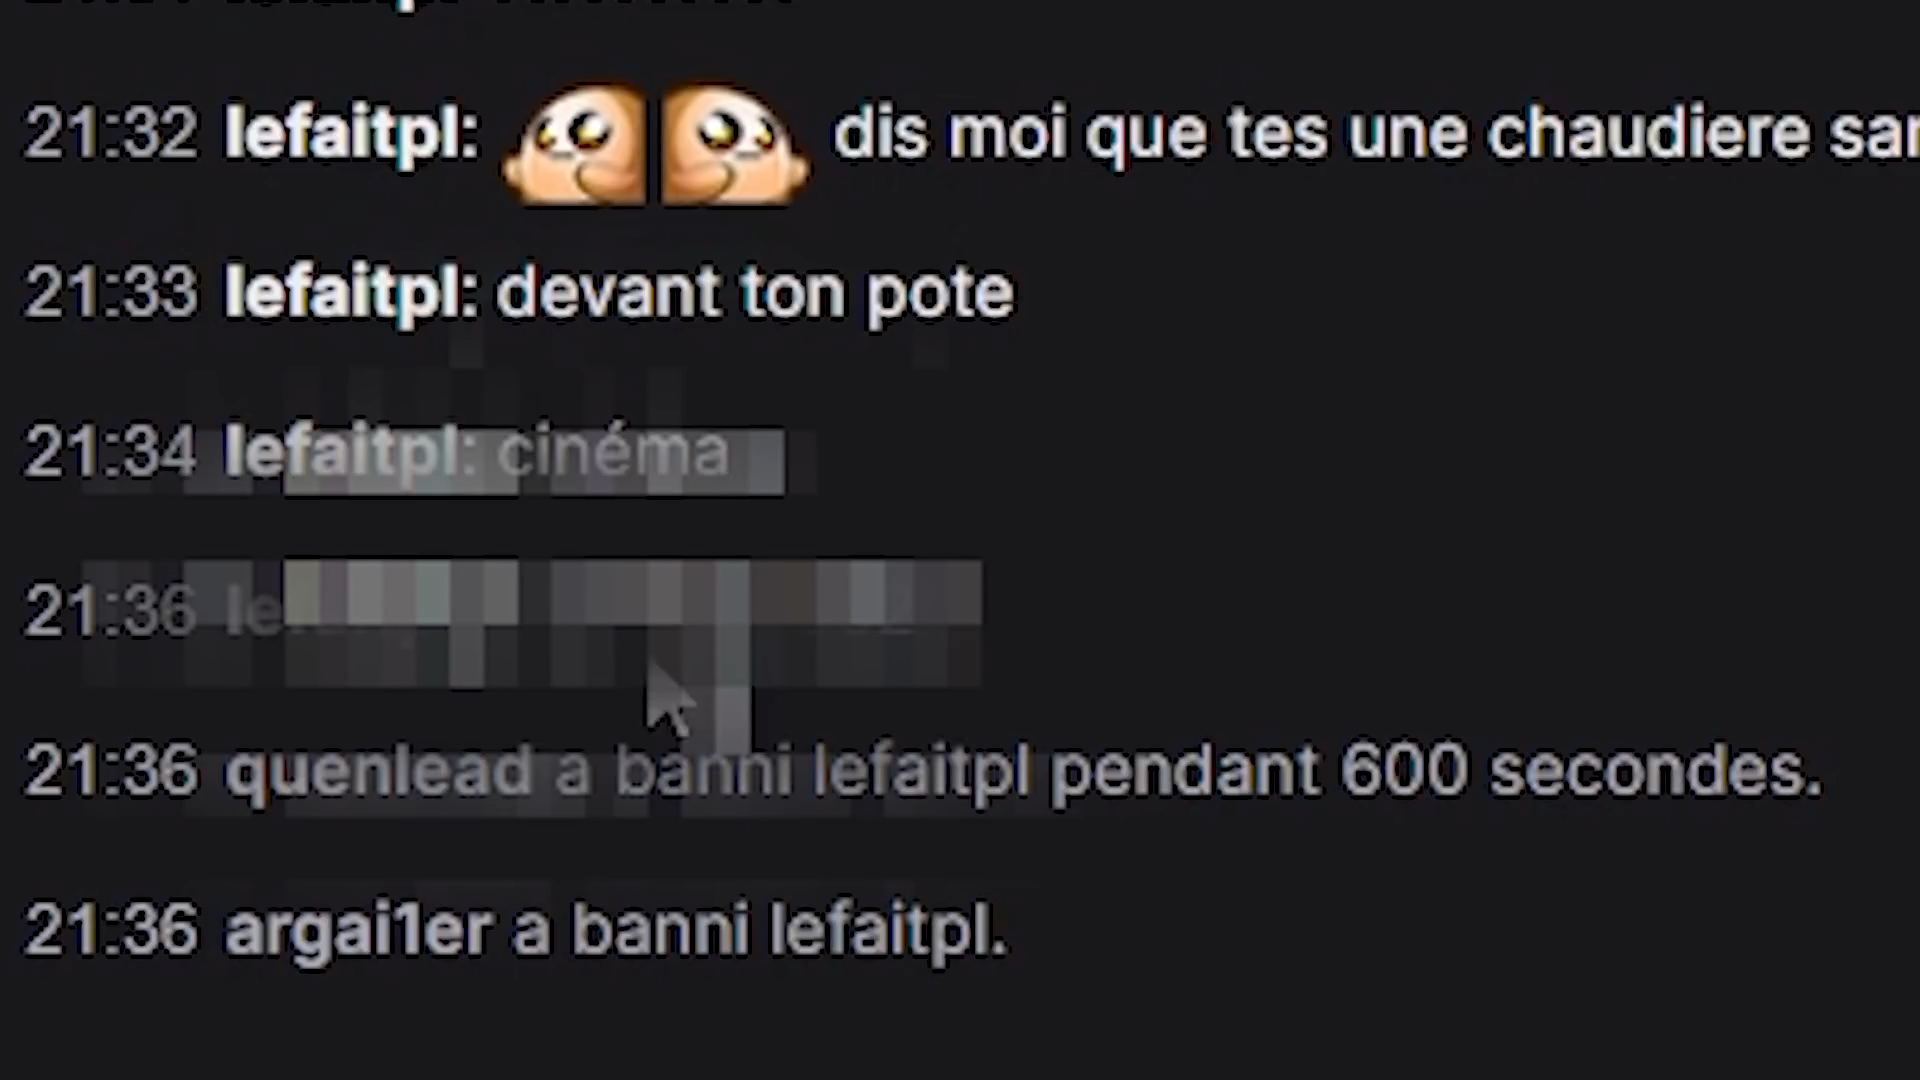 21:32 lefaitpl: dis moi que tes une chaudiere
21:33 lefaitpl: devant ton pote
21:34 lefaitpl: cinéma
21:36
21:36 quenlead a banni lefaitpl pendant 600 secondes.
21:36 argai1er a banni lefaitpl.